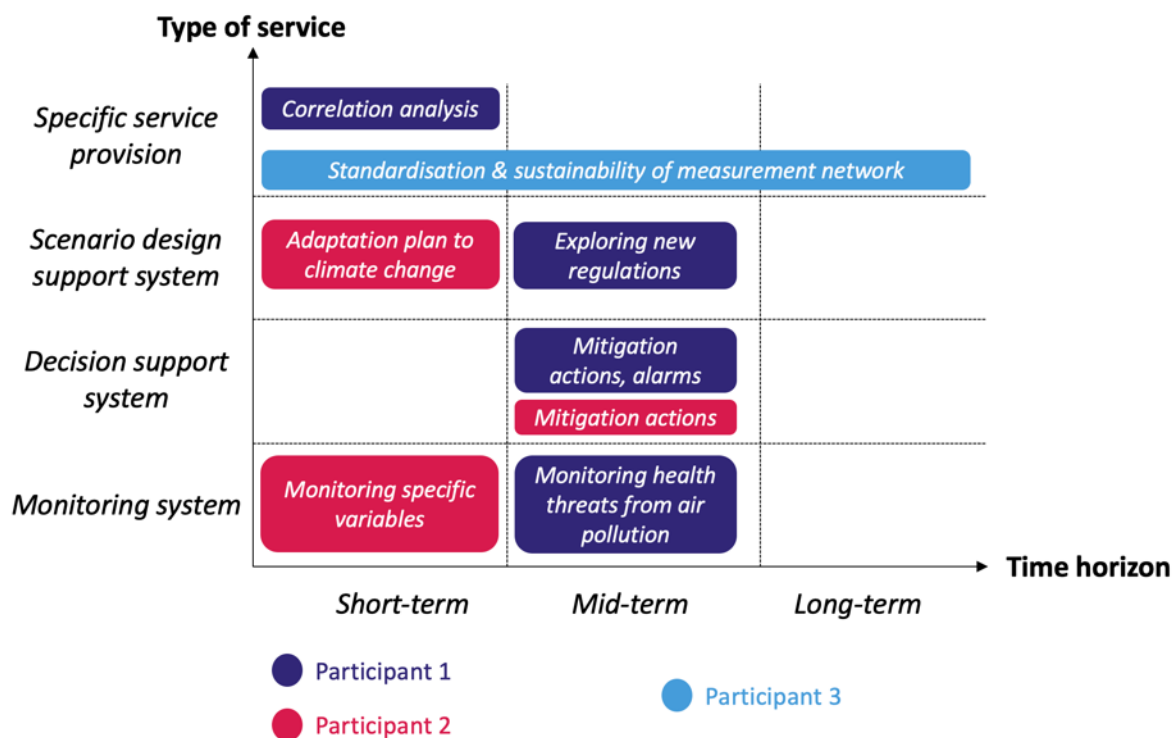 Type of service
Specific service
provision
Correlation analysis
Standardisation & sustainability of measurement network
Scenario design
support system
Adaptation plan to
climate change
Exploring new
regulations
Decision support
system
Mitigation
actions, alarms
Mitigation actions
Monitoring system
Monitoring specific
variables
Monitoring health
threats from air
pollution
Time horizon
Short-term
Mid-term
Long-term
Participant 1
Participant 2
Participant 3